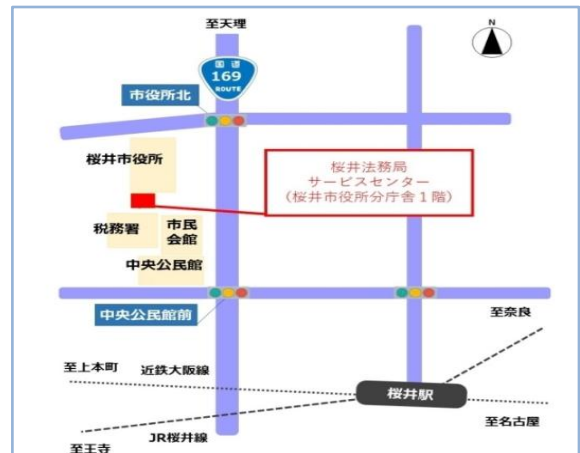 至天理
N
国道
169
ROUTE
市役所北
桜井市役所
桜井法務局
サービスセンター
（桜井市役所分庁舎１階）
税務署
市民
会館
中央公民館
中央公民館前
至奈良
至上本町
近鉄大阪線
桜井駅
至名古屋
JR桜井線
至王寺